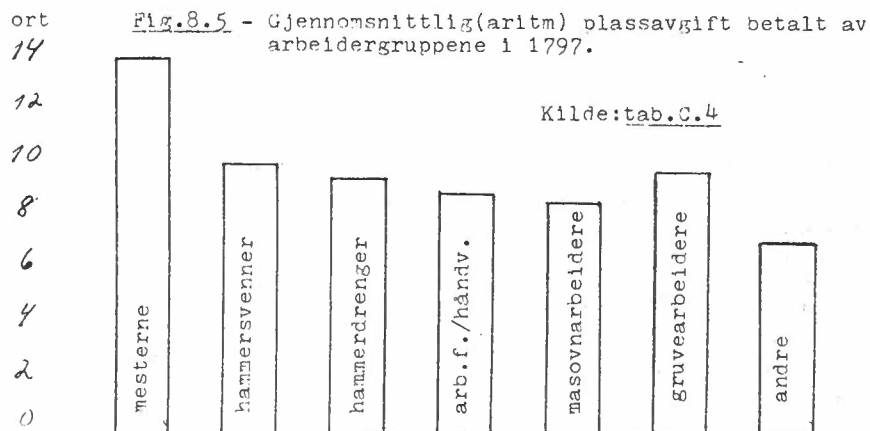 ort
Fig.8.5 - Gjennomsnittlig(aritm) plassavgift betalt av
arbeidergruppene i 1797.
14
12
Kilde:tab.C.4
10
8
6
4
2
0
mesterne
hammersvenner
hammerdrenger
arb.f./håndv.
masovnarbeidere
gruvearbeidere
andre